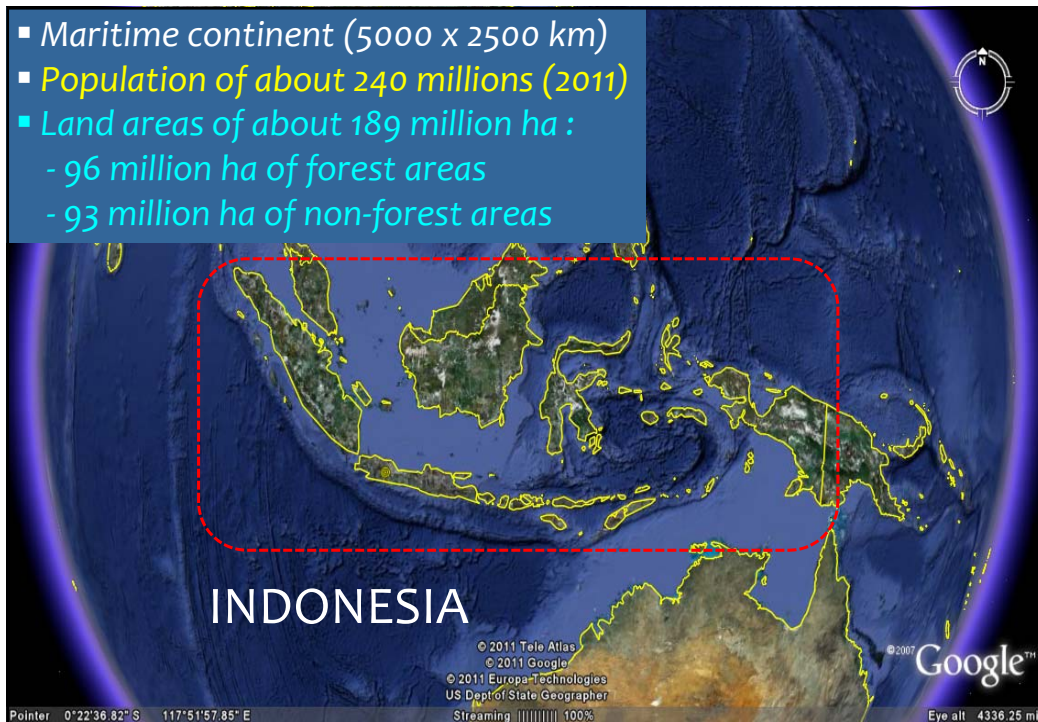 ▪ Maritime continent (5000 x 2500 km)
▪ Population of about 240 millions (2011)
▪ Land areas of about 189 million ha :
- 96 million ha of forest areas
- 93 million ha of non-forest areas
N
INDONESIA
© 2011 Tele Atlas
© 2011 Google
© 2011 Europa Technologies
US Dept of State Geographer
©2007 Google™
Pointer 0°22'36.82" S 117°51'57.85" E Streaming ||||||||| 100% Eye alt 4336.25 mi